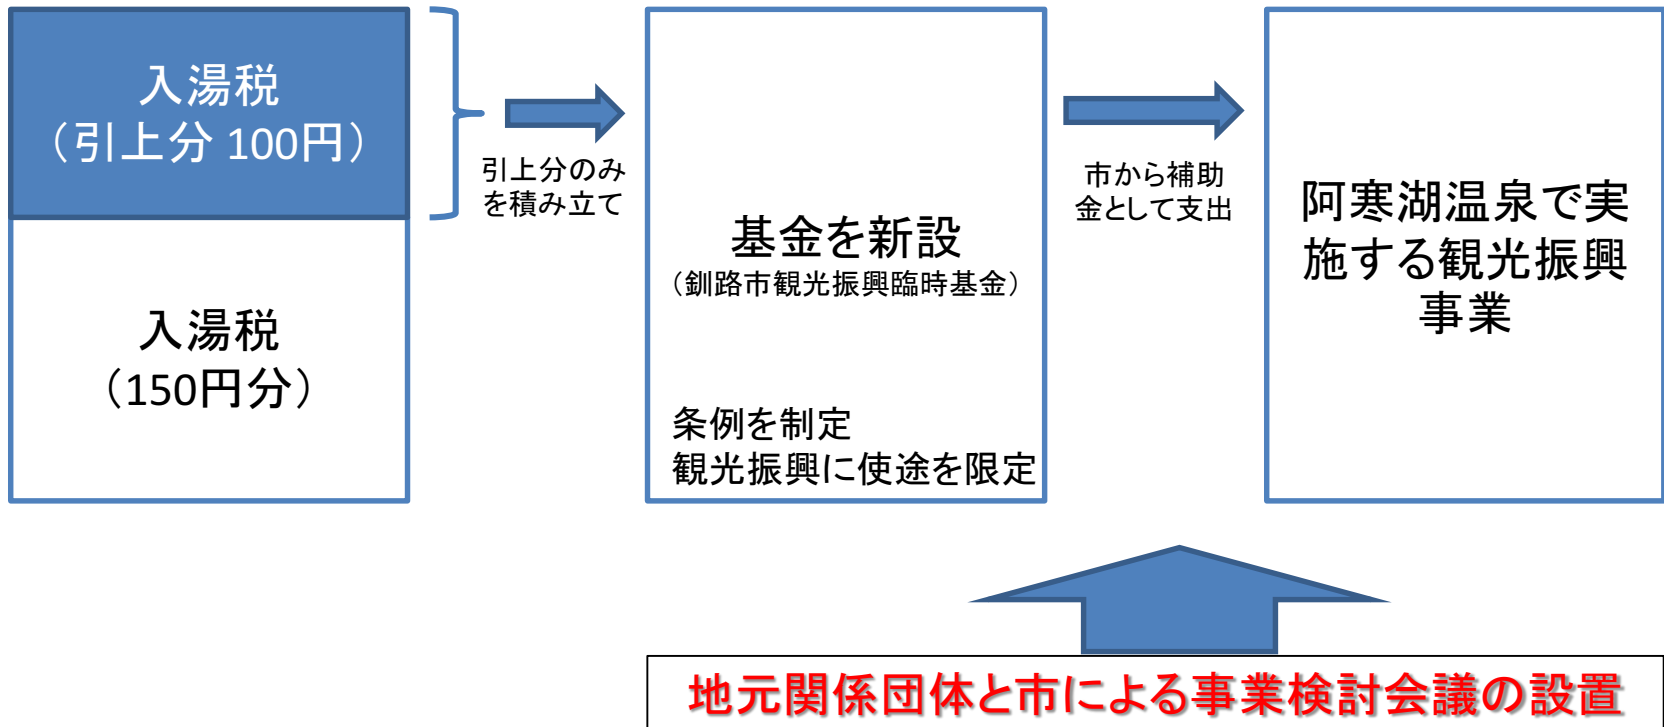 入湯税
（引上分 100円）
入湯税
（150円分）
引上分のみ
を積み立て
基金を新設
（釧路市観光振興臨時基金）
条例を制定
観光振興に使途を限定
市から補助
金として支出
阿寒湖温泉で実
施する観光振興
事業
地元関係団体と市による事業検討会議の設置